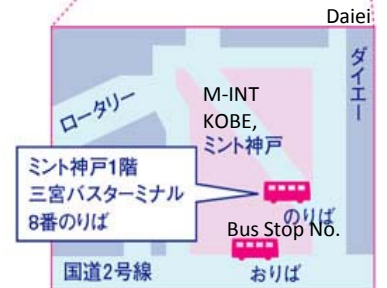 Daiei
ダイエー
ロータリー
M-INT
KOBE,
ミント神戸
ミント神戸1階
三宮バスターミナル
8番のりば
のりば
Bus Stop No.
国道2号線
おりば